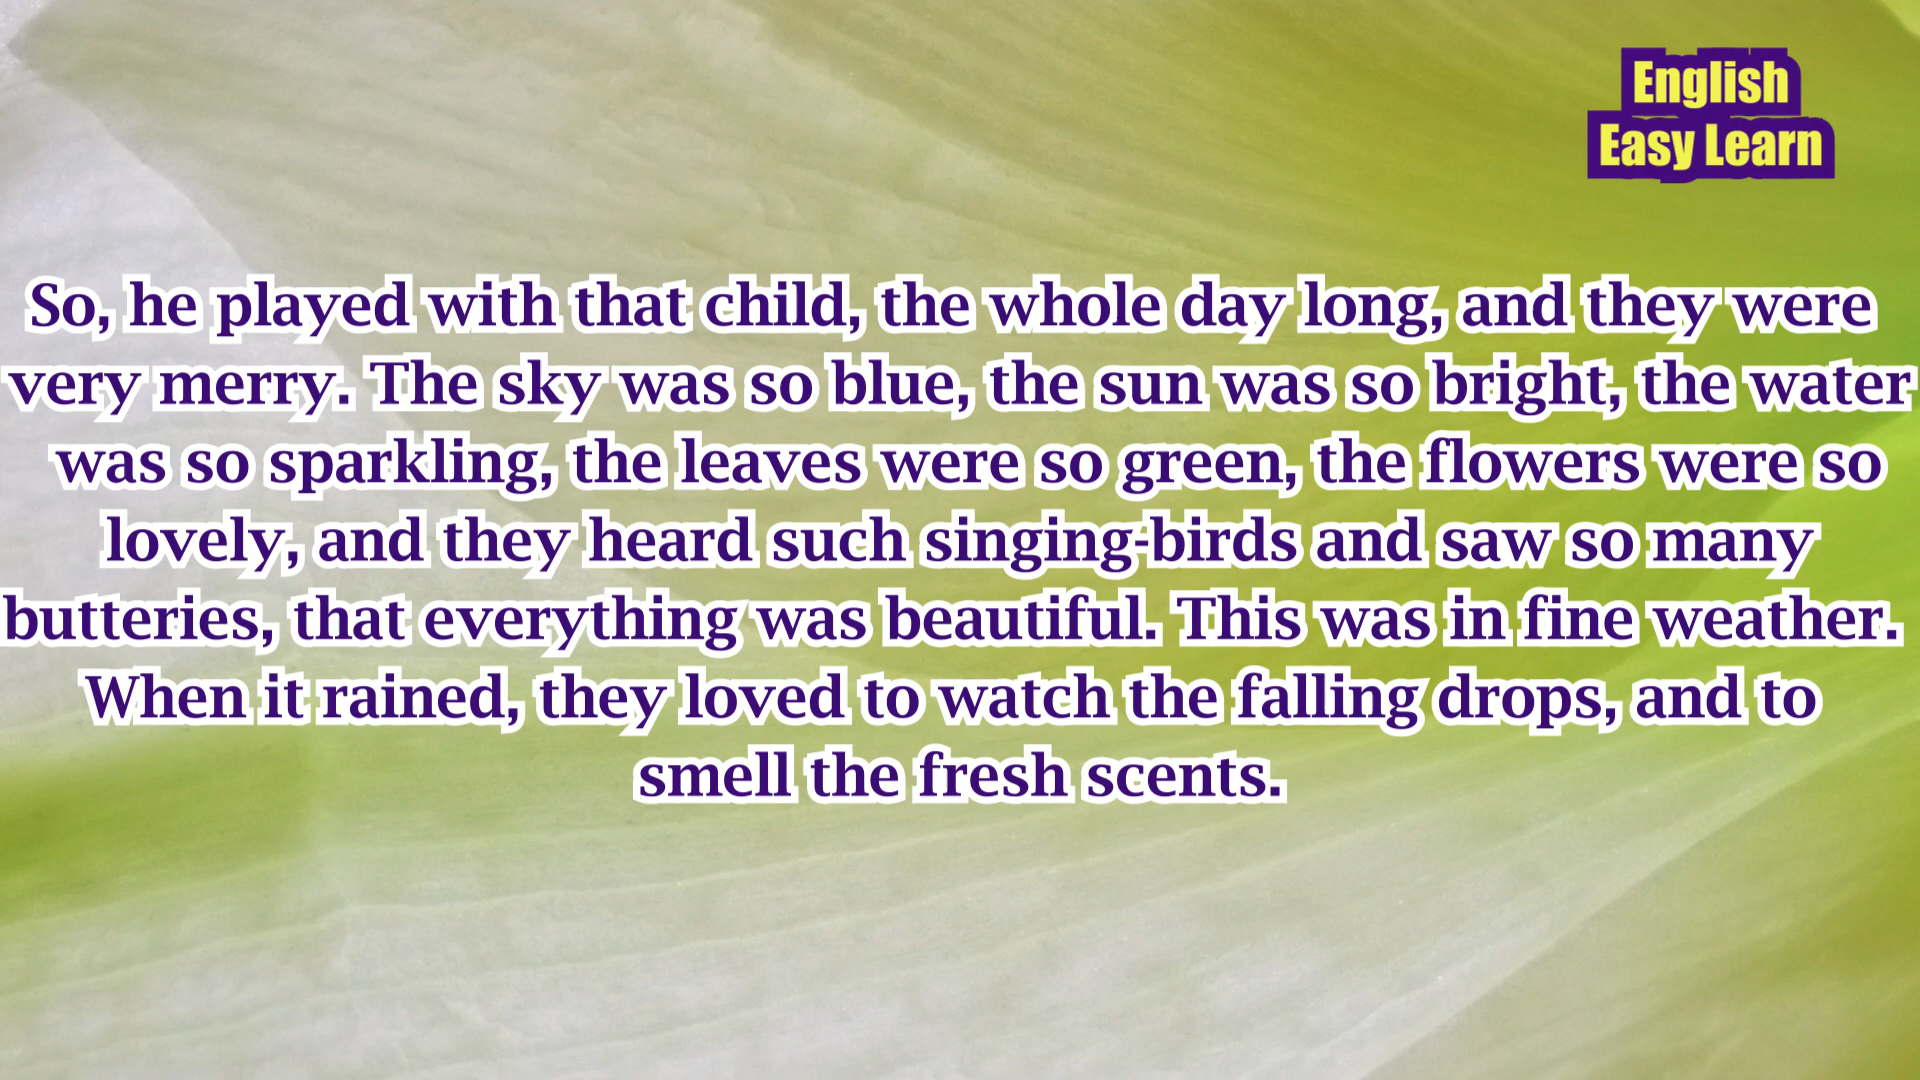 English
Easy Learn
So, he played with that child, the whole day long, and they were
very merry. The sky was so blue, the sun was so bright, the water
was so sparkling, the leaves were so green, the flowers were so
lovely, and they heard such singing-birds and saw so many
butteries, that everything was beautiful. This was in fine weather.
When it rained, they loved to watch the falling drops, and to
smell the fresh scents.